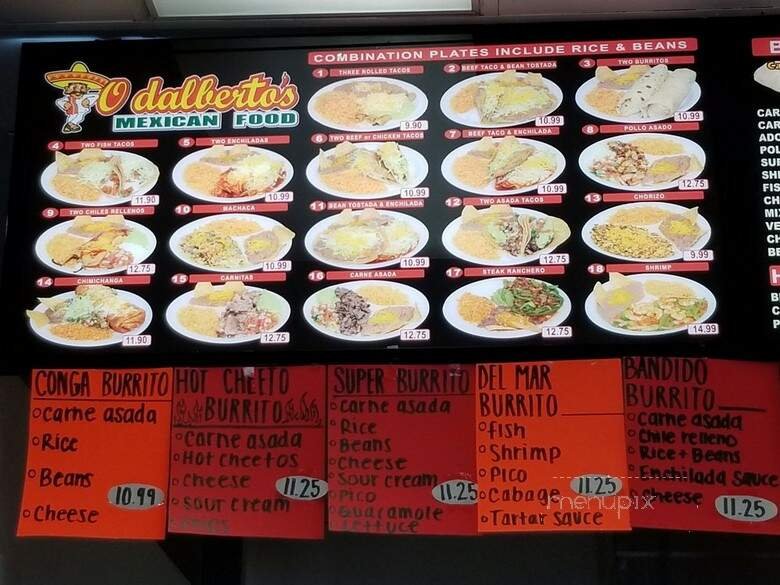 COMBINATION PLATES INCLUDE RICE & BEANS
O dalberto's
MEXICAN FOOD
1 THREE ROLLED TACOS
9.90
2 BEEF TACO & BEAN TOSTADA
10.99
3 TWO BURRITOS
10.99
4 TWO FISH TACOS
11.90
5 TWO ENCHILADAS
10.99
6 TWO BEEF or CHICKEN TACOS
10.99
7 BEEF TACO & ENCHILADA
10.99
8 POLLO ASADO
12.75
9 TWO CHILES RELLENOS
12.75
10 MACHACA
10.99
11 BEAN TOSTADA & ENCHILADA
10.99
12 TWO ASADA TACOS
12.75
13 CHORIZO
9.99
14 CHIMICHANGA
11.90
15 CARNITAS
12.75
16 CARNE ASADA
12.75
17 STEAK RANCHERO
12.75
18 SHRIMP
14.99
CONGA BURRITO
carne asada
Rice
Beans
Cheese
10.99
HOT CHEETO
BURRITO
Carne asada
Hot Cheetos
cheese
sour cream
11.25
SUPER BURRITO
carne asada
Rice
Beans
Cheese
sour cream
Pico
Guacamole
Lettuce
11.25
DEL MAR
BURRITO
fish
Shrimp
Pico
Cabage
Tartar sauce
11.25
BANDIDO
BURRITO
Carne asada
Chile relleno
Rice + Beans
Enchilada sauce
cheese
11.25
menupix